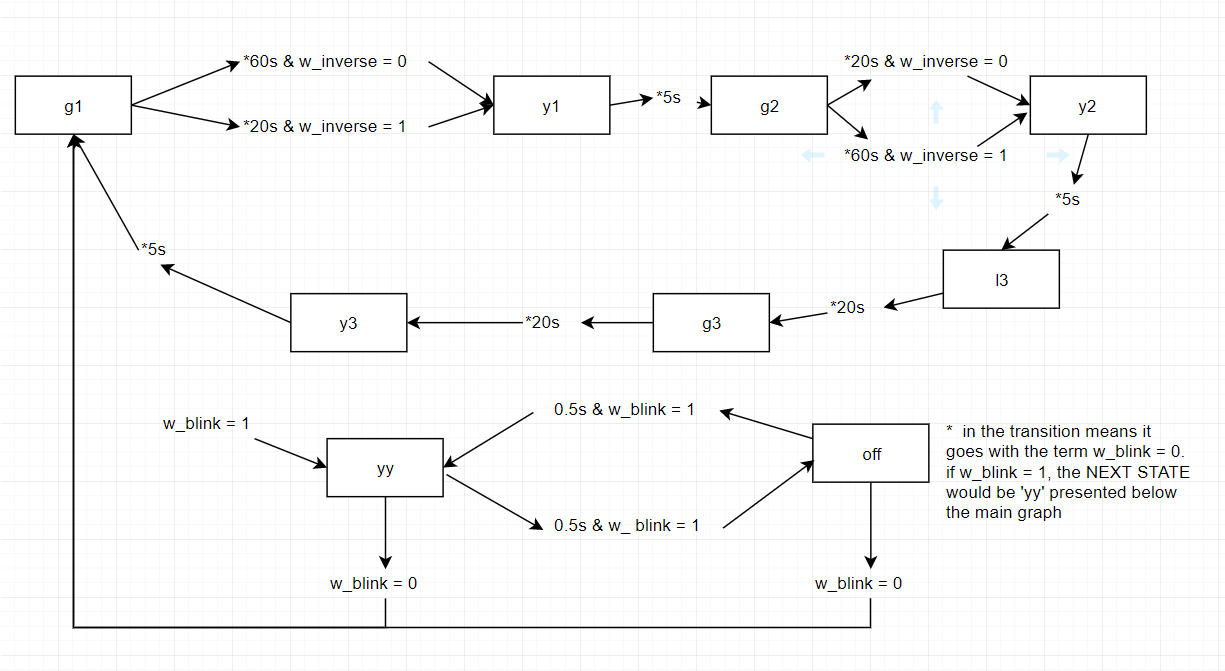 *60s & w_inverse = 0
*20s & w_inverse = 0
g1
y1
*5s
g2
y2
*20s & w_inverse = 1
*60s & w_inverse = 1
*5s
*5s
l3
*20s
y3
*20s
g3
w_blink = 1
0.5s & w_blink = 1
yy
off
* in the transition means it
goes with the term w_blink = 0.
if w_blink = 1, the NEXT STATE
would be 'yy' presented below
the main graph
0.5s & w_ blink = 1
w_blink = 0
w_blink = 0